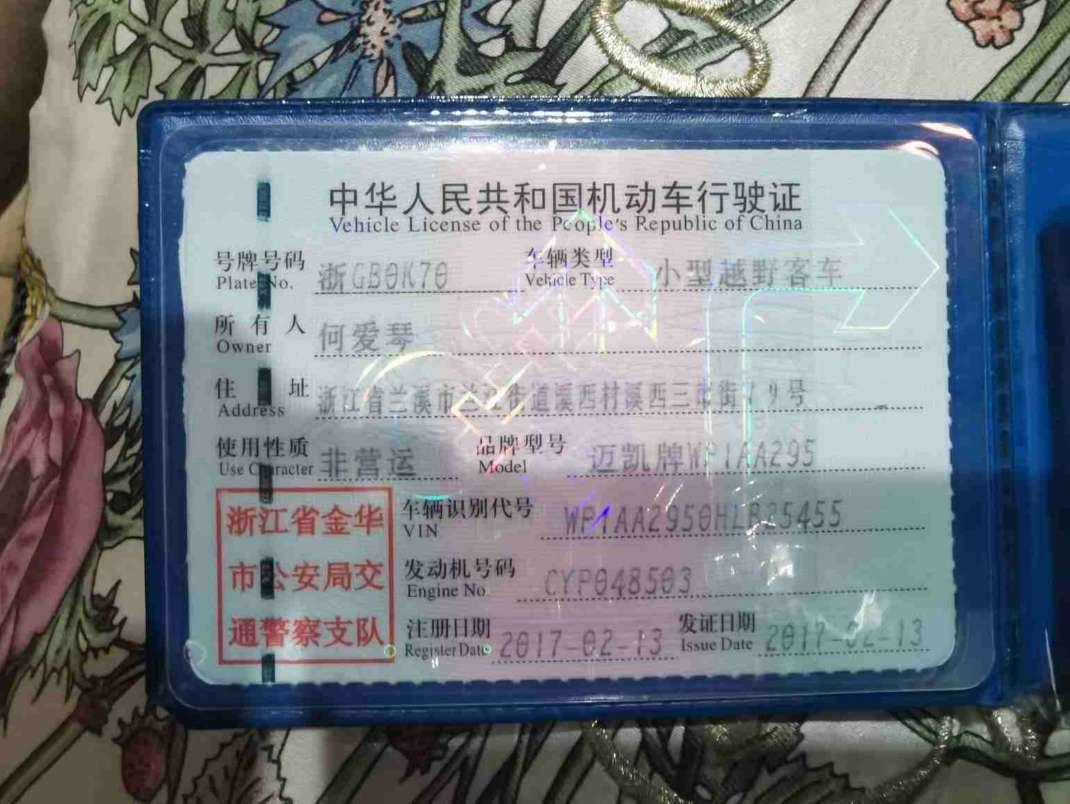 中华人民共和国机动车行驶证
Vehicle License of the People's Republic of China
号牌号码 浙GB0K70 车辆类型 小型越野客车
Plate No. Vehicle Type
所有人 何爱琴
Owner
住址 浙江省兰溪市兰江街道溪西村溪西三或街79号
Address
使用性质 非营运 品牌型号 迈凯牌WP1AA295
Use Character Model
浙江省金华 车辆识别代号 WP1AA2950HLB25455
VIN
市公安局交 发动机号码 CYP048503
Engine No
通警察支队 注册日期 2017-02-13 发证日期 2017-02-13
Register Date Issue Date